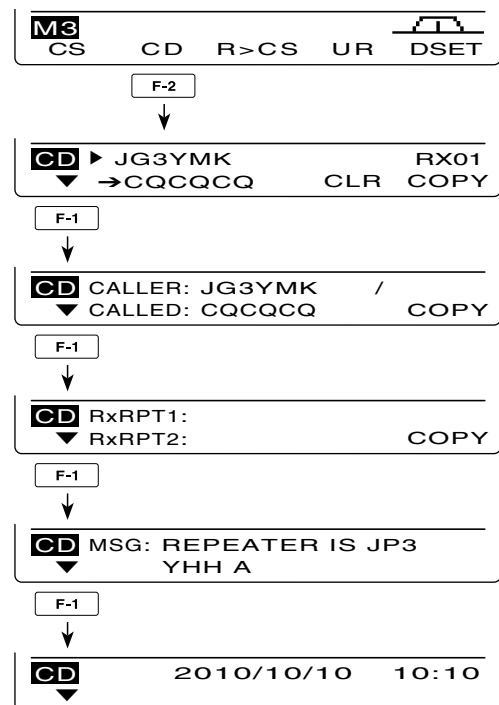 M3
CS CD R>CS UR DSET
F-2
CD ▶ JG3YMK RX01
▼ →CQCQCQ CLR COPY
F-1
CD CALLER: JG3YMK /
▼ CALLED: CQCQCQ COPY
F-1
CD RxRPT1:
▼ RxRPT2: COPY
F-1
CD MSG: REPEATER IS JP3
▼ YHH A
F-1
CD 2010/10/10 10:10
▼